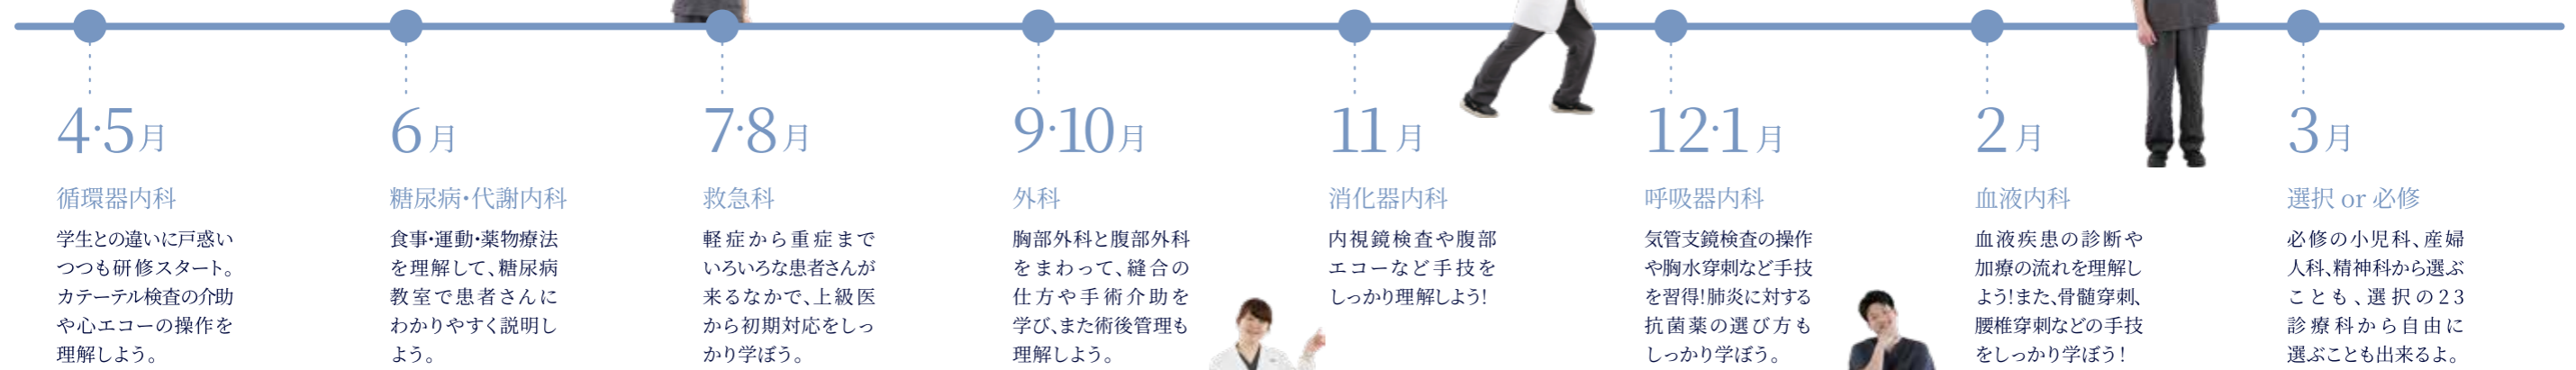 4·5月
循環器内科
学生との違いに戸惑い
つつも研修スタート。
カテーテル検査の介助
や心エコーの操作を
理解しよう。
6月
糖尿病・代謝内科
食事・運動・薬物療法
を理解して、糖尿病
教室で患者さんに
わかりやすく説明し
よう。
7·8月
救急科
軽症から重症まで
いろいろな患者さんが
来るなかで、上級医
から初期対応をしっ
かり学ぼう。
9·10月
外科
胸部外科と腹部外科
をまわって、縫合の
仕方や手術介助を
学び、また術後管理も
理解しよう。
11月
消化器内科
内視鏡検査や腹部
エコーなど手技を
しっかり理解しよう!
12·1月
呼吸器内科
気管支鏡検査の操作
や胸水穿刺など手技
を習得!肺炎に対する
抗菌薬の選び方も
しっかり学ぼう。
2月
血液内科
血液疾患の診断や
加療の流れを理解し
よう!また、骨髄穿刺、
腰椎穿刺などの手技
をしっかり学ぼう!
3月
選択 or 必修
必修の小児科、産婦
人科、精神科から選ぶ
ことも、選択の23
診療科から自由に
選ぶことも出来るよ。